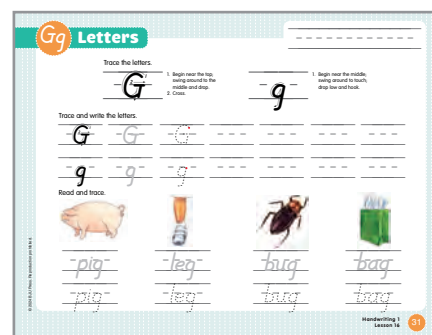 Gg Letters
Trace the letters.
G
1. Begin near the top, swing around to the middle and drop.
2. Cross.
g
1. Begin near the middle, swing around to touch, drop low and hook.
Trace and write the letters.
G G G
g g g
Read and trace.
pig leg bug bag
pig leg bug bag
Handwriting 1
Lesson 16
31